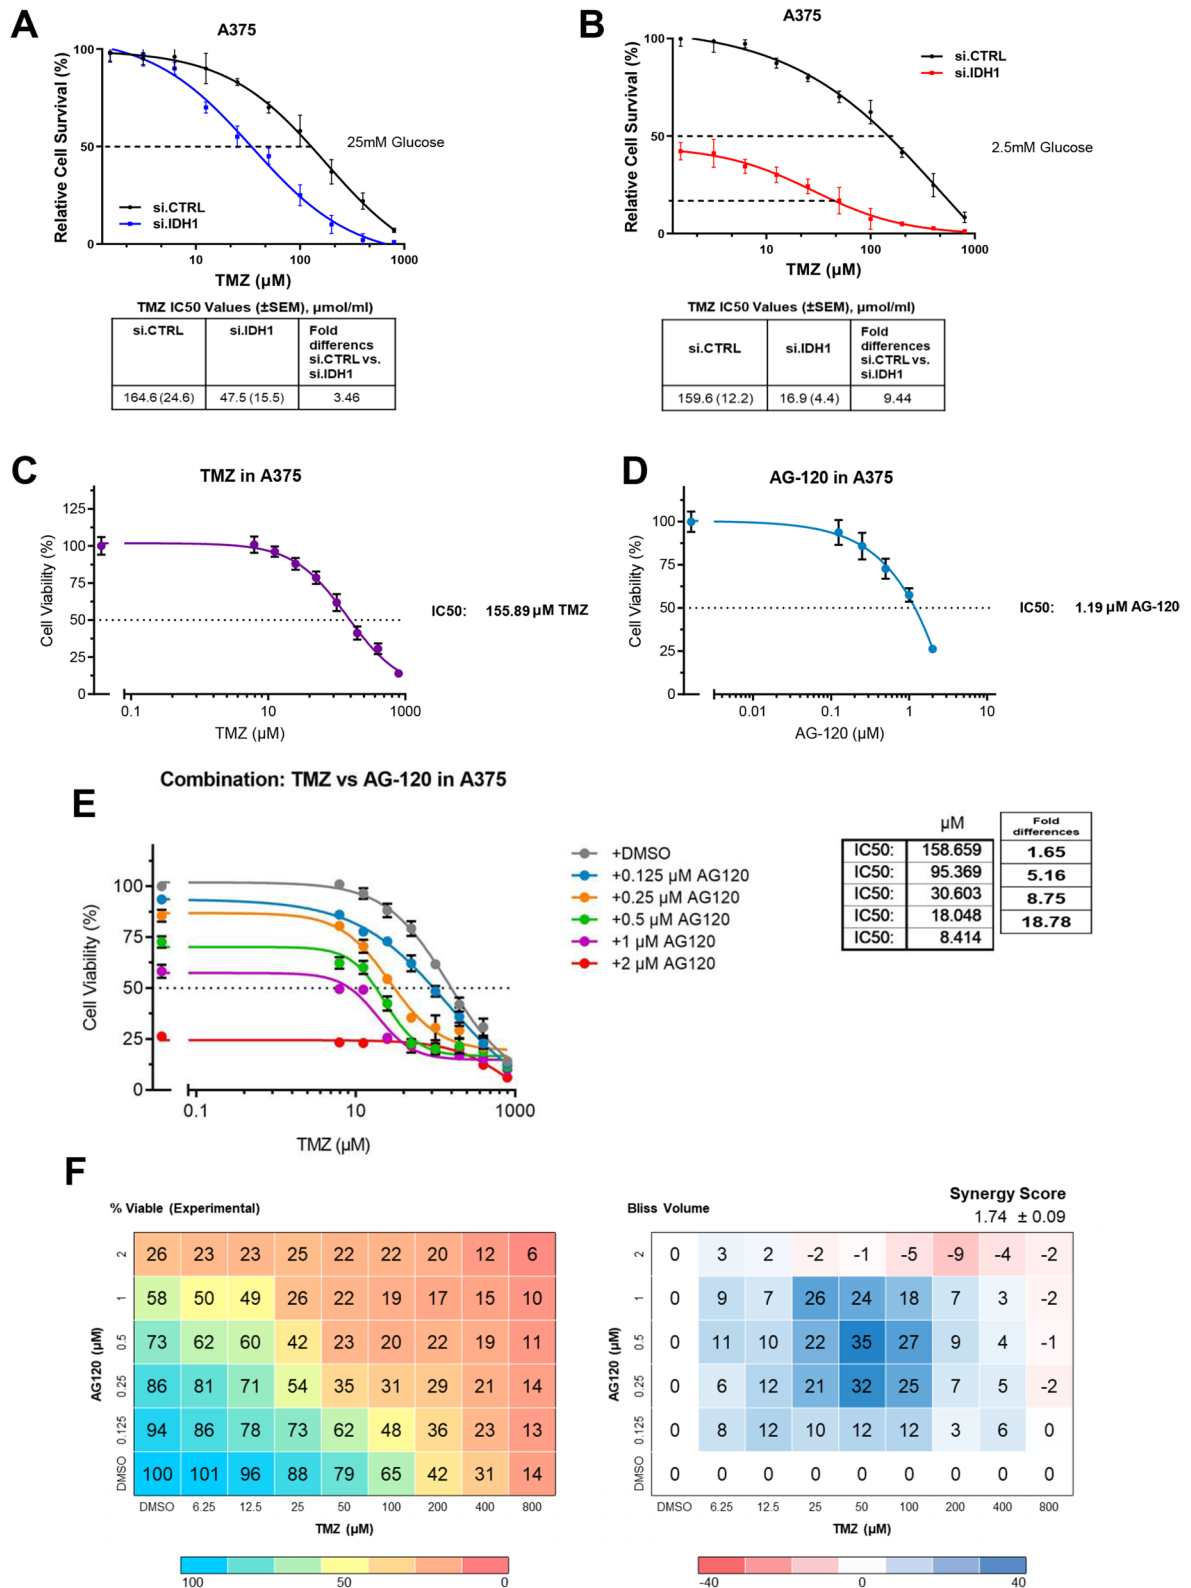 A
A375
Relative Cell Survival (%)
100
50
0
25mM Glucose
si.CTRL
si.IDH1
10
100
1000
TMZ (µM)
TMZ IC50 Values (±SEM), µmol/ml)
si.CTRL
si.IDH1
Fold
differencs
si.CTRL vs.
si.IDH1
164.6 (24.6)
47.5 (15.5)
3.46
B
A375
Relative Cell Survival (%)
100
50
0
si.CTRL
si.IDH1
2.5mM Glucose
10
100
1000
TMZ (µM)
TMZ IC50 Values (±SEM), µmol/ml)
si.CTRL
si.IDH1
Fold
differences
si.CTRL vs.
si.IDH1
159.6 (12.2)
16.9 (4.4)
9.44
C
TMZ in A375
Cell Viability (%)
125
100
75
50
25
0
IC50: 155.89 µM TMZ
0.1
10
1000
TMZ (µM)
D
AG-120 in A375
Cell Viability (%)
100
75
50
25
0
IC50: 1.19 µM AG-120
0.01
0.1
1
10
AG-120 (µM)
Combination: TMZ vs AG-120 in A375
E
Cell Viability (%)
100
75
50
25
0
0.1
10
1000
TMZ (µM)
+DMSO
+0.125 µM AG120
+0.25 µM AG120
+0.5 µM AG120
+1 µM AG120
+2 µM AG120
µM
IC50: 158.659
IC50: 95.369
IC50: 30.603
IC50: 18.048
IC50: 8.414
Fold
differences
1.65
5.16
8.75
18.78
F
% Viable (Experimental)
AG120 (µM)
2 26 23 23 25 22 22 20 12 6
1 58 50 49 26 22 19 17 15 10
0.5 73 62 60 42 23 20 22 19 11
0.25 86 81 71 54 35 31 29 21 14
0.125 94 86 78 73 62 48 36 23 13
DMSO 100 101 96 88 79 65 42 31 14
DMSO 6.25 12.5 25 50 100 200 400 800
TMZ (µM)
100 50 0
Bliss Volume
Synergy Score
1.74 ± 0.09
AG120 (µM)
2 0 3 2 -2 -1 -5 -9 -4 -2
1 0 9 7 26 24 18 7 3 -2
0.5 0 11 10 22 35 27 9 4 -1
0.25 0 6 12 21 32 25 7 5 -2
0.125 0 8 12 10 12 12 3 6 0
DMSO 0 0 0 0 0 0 0 0 0
DMSO 6.25 12.5 25 50 100 200 400 800
TMZ (µM)
-40 0 40